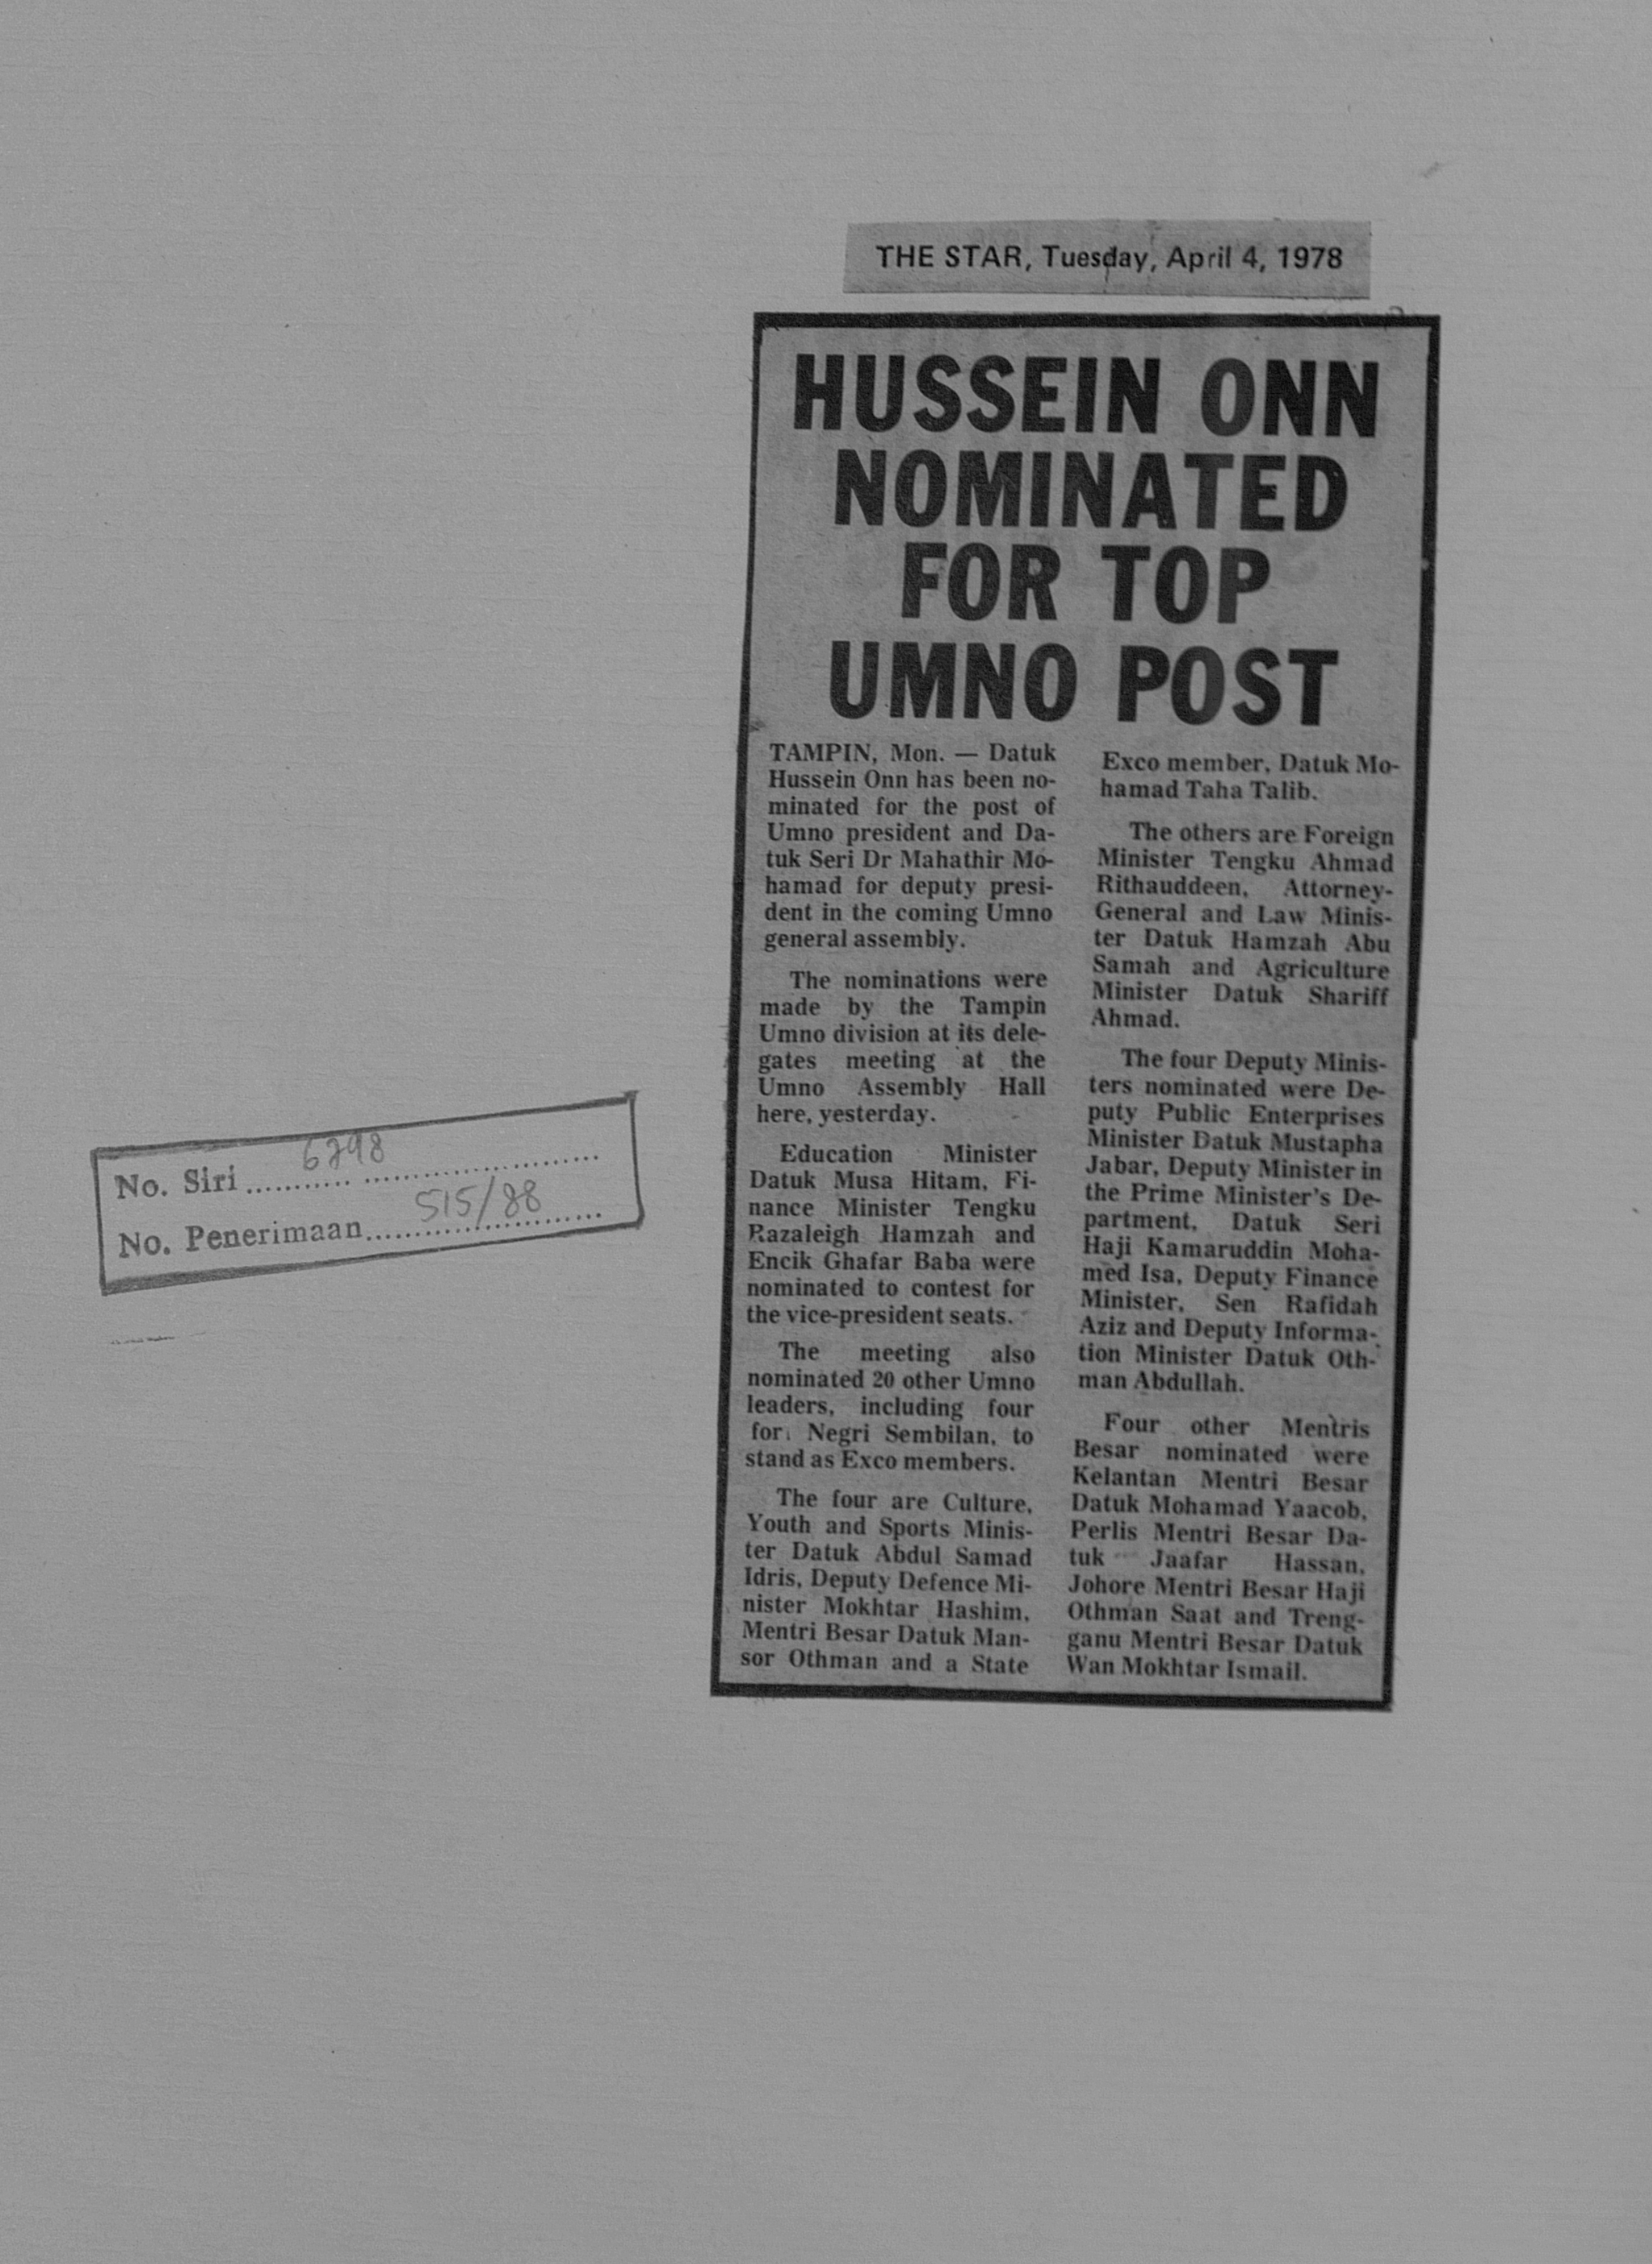 THE STAR, Tuesday, April 4, 1978
HUSSEIN ONN
NOMINATED
FOR TOP
UMNO POST
TAMPIN, Mon. — Datuk
Hussein Onn has been no-
minated for the post of
Umno president and Da-
tuk Seri Dr Mahathir Mo-
hamad for deputy presi-
dent in the coming Umno
general assembly.
The nominations were
made by the Tampin
Umno division at its dele-
gates meeting at the
Umno Assembly Hall
here, yesterday.
Education Minister
Datuk Musa Hitam, Fi-
nance Minister Tengku
Razaleigh Hamzah and
Encik Ghafar Baba were
nominated to contest for
the vice-president seats.
The meeting also
nominated 20 other Umno
leaders, including four
for Negri Sembilan, to
stand as Exco members.
The four are Culture,
Youth and Sports Minis-
ter Datuk Abdul Samad
Idris, Deputy Defence Mi-
nister Mokhtar Hashim,
Mentri Besar Datuk Man-
sor Othman and a State
Exco member, Datuk Mo-
hamad Taha Talib.
The others are Foreign
Minister Tengku Ahmad
Rithauddeen, Attorney-
General and Law Minis-
ter Datuk Hamzah Abu
Samah and Agriculture
Minister Datuk Shariff
Ahmad.
The four Deputy Minis-
ters nominated were De-
puty Public Enterprises
Minister Datuk Mustapha
Jabar, Deputy Minister in
the Prime Minister's De-
partment, Datuk Seri
Haji Kamaruddin Moha-
med Isa, Deputy Finance
Minister, Sen Rafidah
Aziz and Deputy Informa-
tion Minister Datuk Oth-
man Abdullah.
Four other Mentris
Besar nominated were
Kelantan Mentri Besar
Datuk Mohamad Yaacob,
Perlis Mentri Besar Da-
tuk Jaafar Hassan,
Johore Mentri Besar Haji
Othman Saat and Treng-
ganu Mentri Besar Datuk
Wan Mokhtar Ismail.
No. Siri
No. Penerimaan 515/88